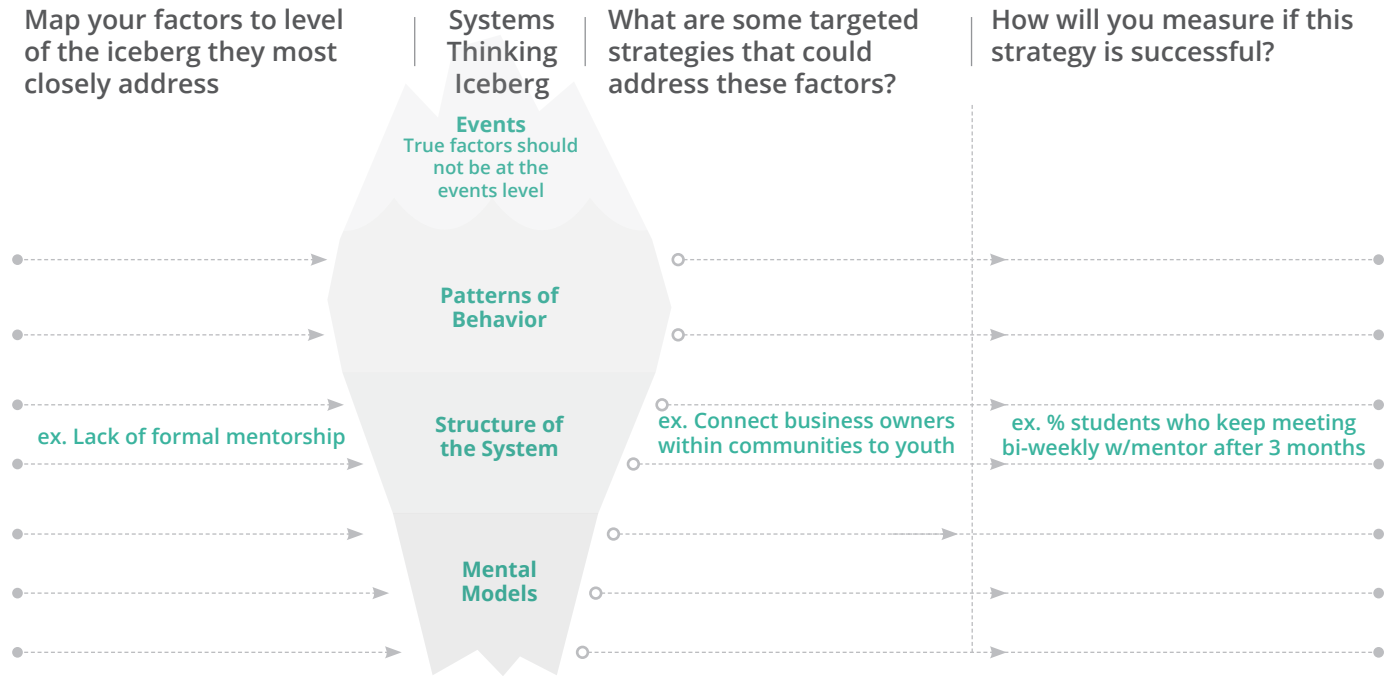 Map your factors to level
of the iceberg they most
closely address
Systems
Thinking
Iceberg
What are some targeted
strategies that could
address these factors?
How will you measure if this
strategy is successful?
Events
True factors should
not be at the
events level
Patterns of
Behavior
ex. Lack of formal mentorship
Structure of
the System
ex. Connect business owners
within communities to youth
ex. % students who keep meeting
bi-weekly w/mentor after 3 months
Mental
Models